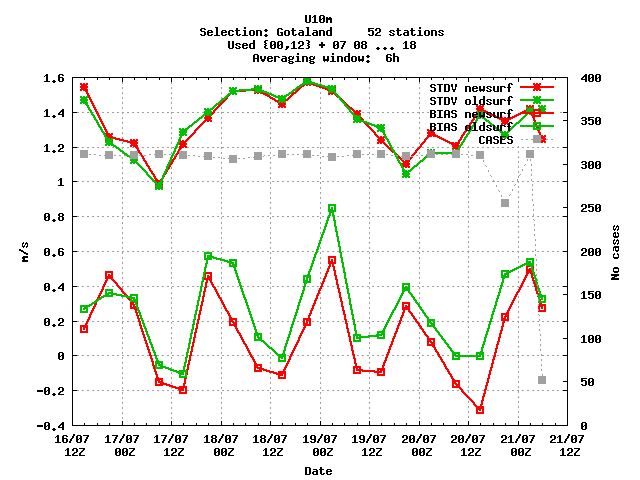 U10m
Selection: Gotaland 52 stations
Used {00,12} + 07 08 ... 18
Averaging window: 6h
1,6
1,4
1,2
1
0,8
0,6
0,4
0,2
0
-0,2
-0,4
m/s
400
350
300
250
200
150
100
50
0
No cases
STDV newsurf
STDV oldsurf
BIAS newsurf
BIAS oldsurf
CASES
16/07 17/07 17/07 18/07 18/07 19/07 19/07 20/07 20/07 21/07 21/07
12Z 00Z 12Z 00Z 12Z 00Z 12Z 00Z 12Z 00Z 12Z
Date